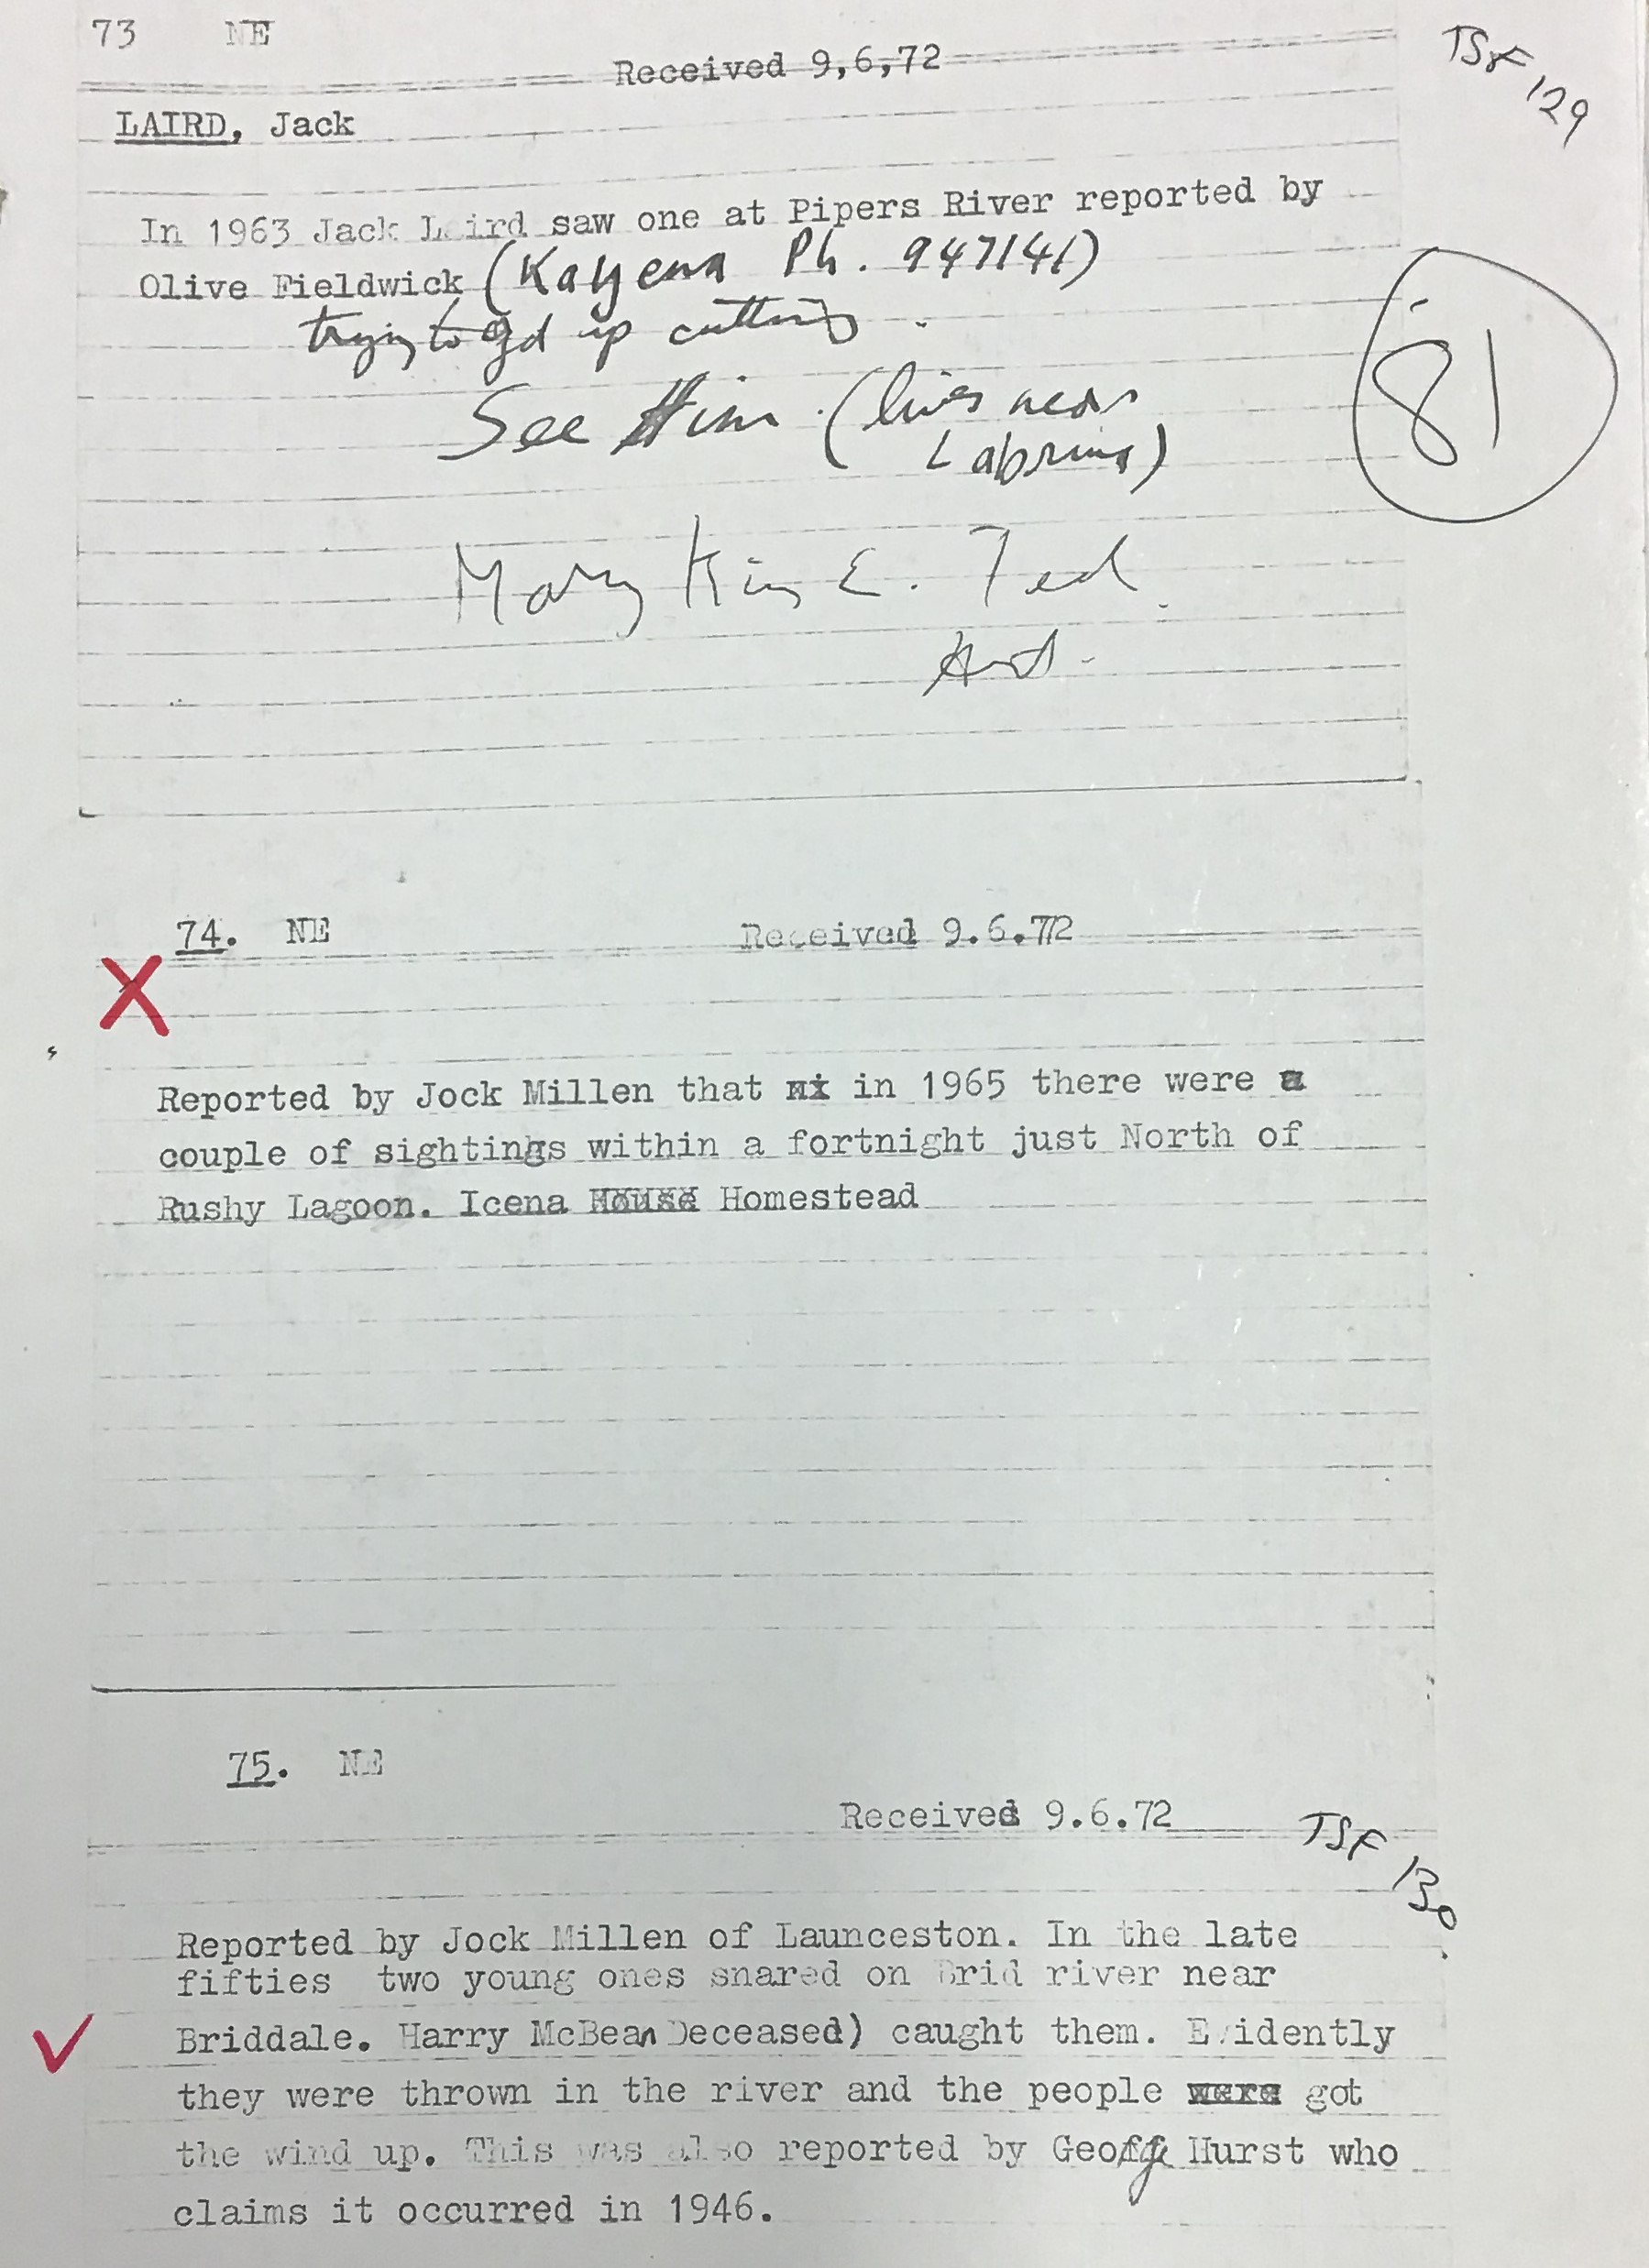 73 NE
Received 9,6,72
TSF 129
LAIRD, Jack
In 1963 Jack Laird saw one at Pipers River reported by
Olive Fieldwick (Kayena Ph. 947141)
trying to get up cutting.
See Him (lives near
Labrina)
81
Mary King E. Ted.
74. NE Received 9.6.72
X
Reported by Jock Millen that in 1965 there were a
couple of sightings within a fortnight just North of
Rushy Lagoon. Icena House Homestead
75. NE
Received 9.6.72
TSF 130
Reported by Jock Millen of Launceston. In the late
fifties two young ones snared on Brid river near
Briddale. Harry McBean Deceased) caught them. Evidently
they were thrown in the river and the people were got
the wind up. This was also reported by Geoff Hurst who
claims it occurred in 1946.